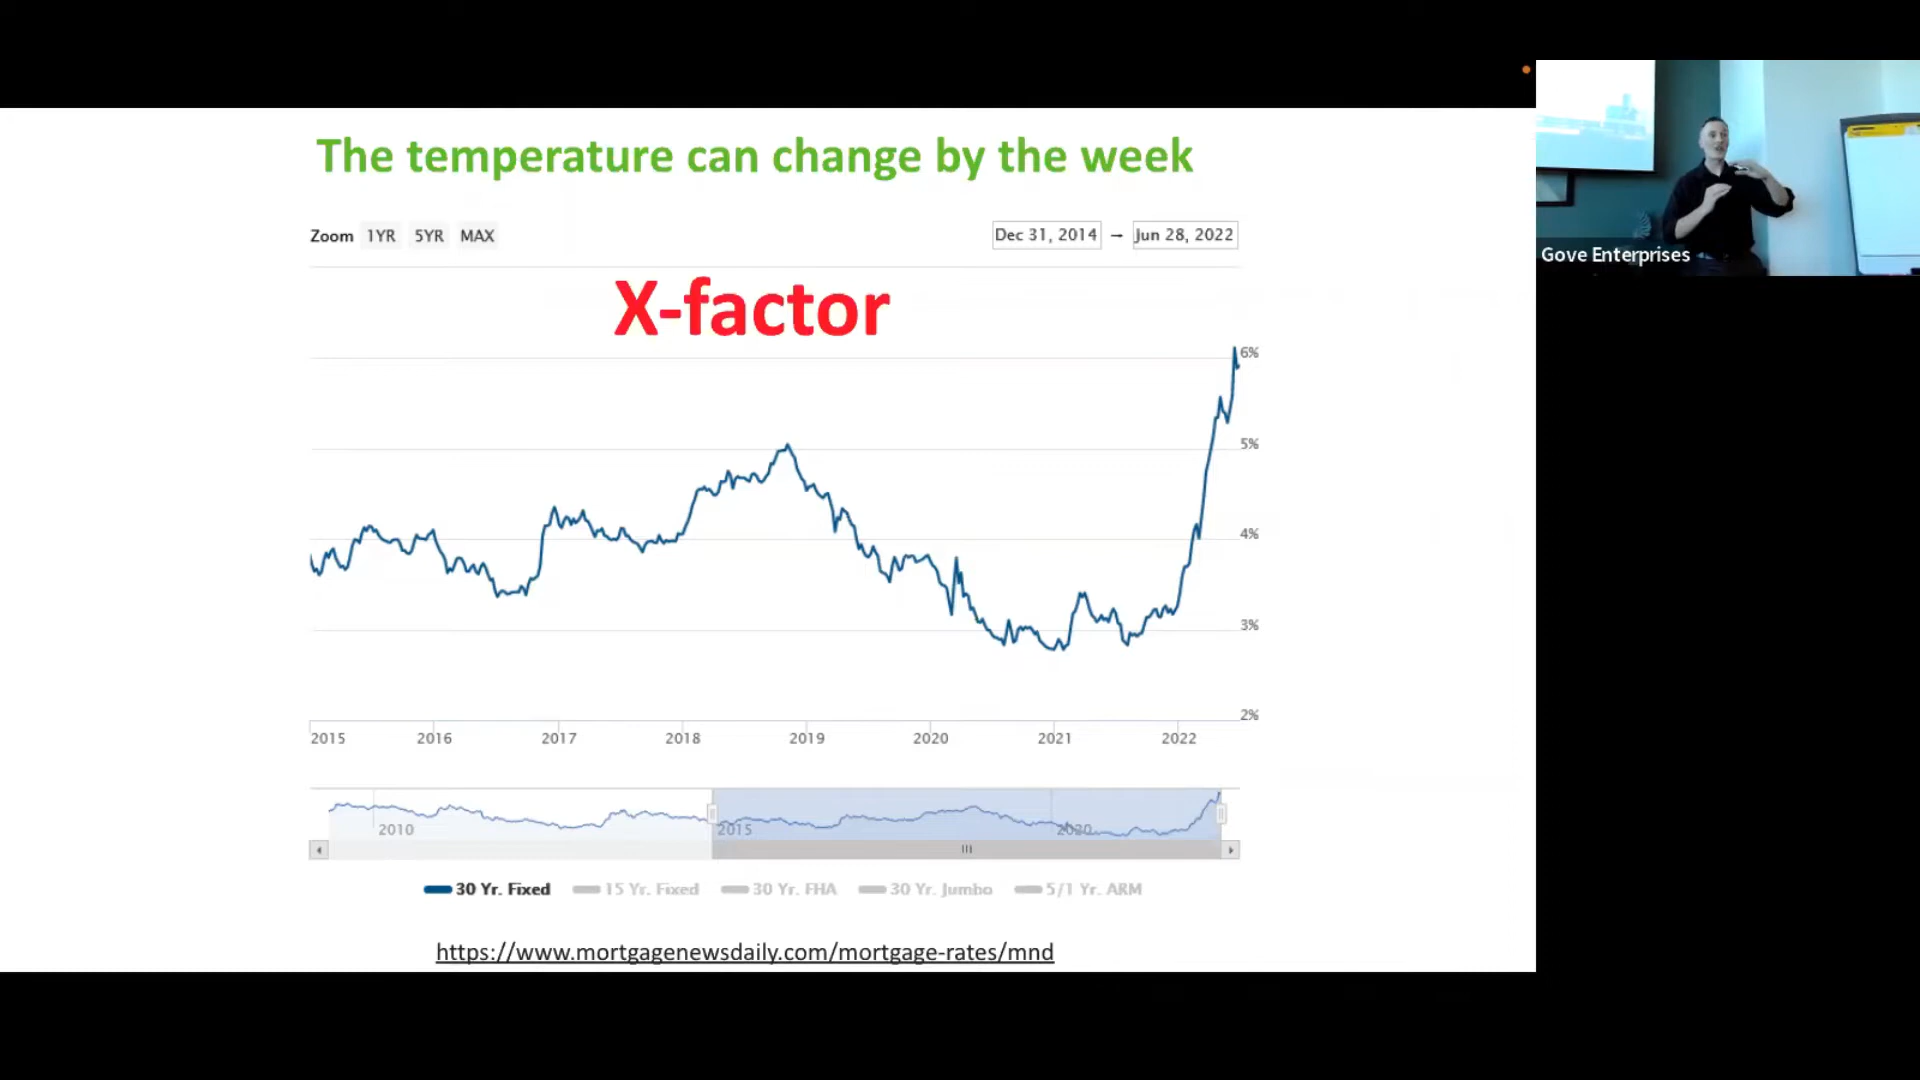 The temperature can change by the week
Zoom 1YR 5YR MAX Dec 31, 2014 → Jun 28, 2022
Gove Enterprises
X-factor
6%
5%
4%
3%
2%
2015 2016 2017 2018 2019 2020 2021 2022
2010 2015 2020
30 Yr. Fixed 15 Yr. Fixed 30 Yr. FHA 30 Yr. Jumbo 5/1 Yr. ARM
https://www.mortgagenewsdaily.com/mortgage-rates/mnd